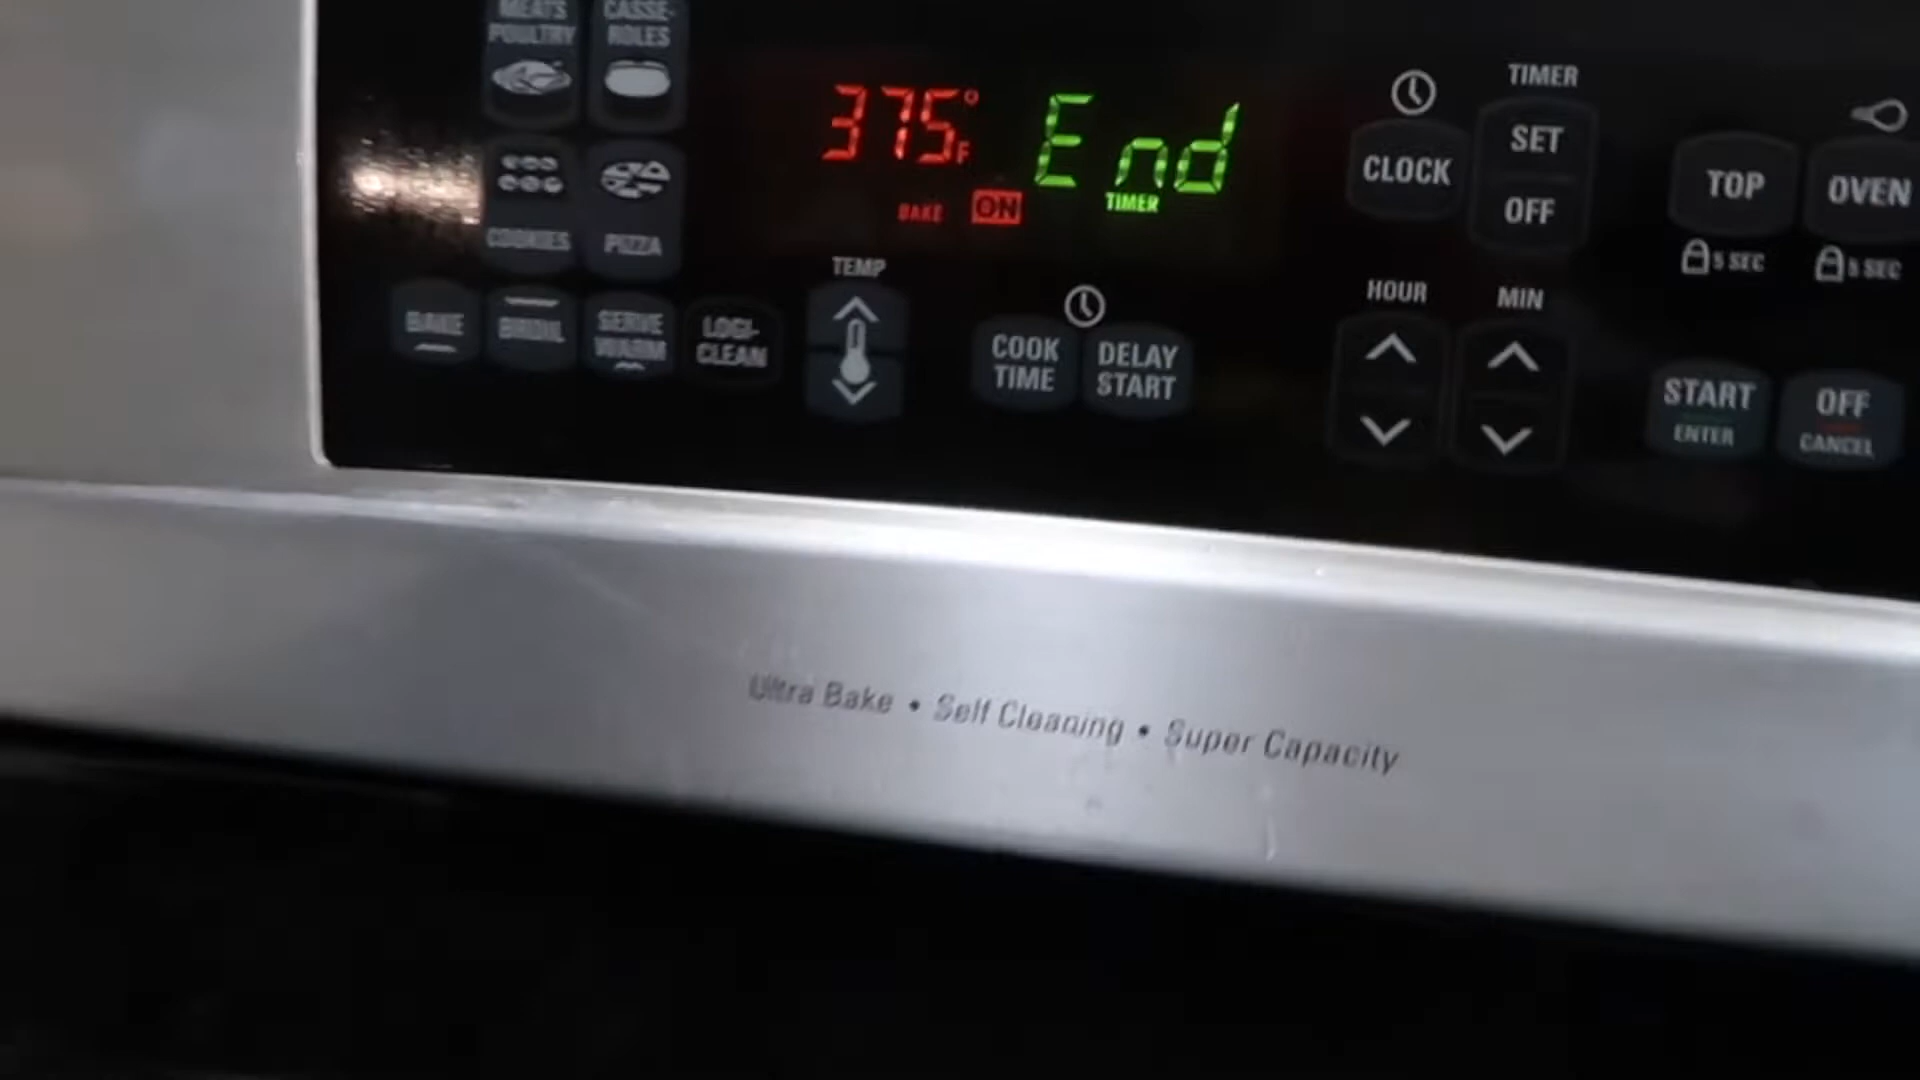 MEATS
POULTRY
CASSE-
ROLES
COOKIES
PIZZA
BAKE
BROIL
SERVE
WARM
LOGI-
CLEAN
375°F
BAKE ON
End
TIMER
TEMP
COOK
TIME
DELAY
START
CLOCK
TIMER
SET
OFF
HOUR
MIN
TOP
5 SEC
OVEN
5 SEC
START
ENTER
OFF
CANCEL
Ultra Bake • Self Cleaning • Super Capacity